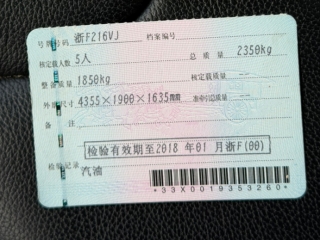 号牌号码 浙F216VJ 档案编号
核定载人数 5人 总质量 2350kg
整备质量 1850kg 核定载质量 --
外廓尺寸 4355×1900×1635mm 准牵引总质量 --
备注
检验有效期至2018年01月浙F(00)
检验记录
汽油
*33X0019353260*